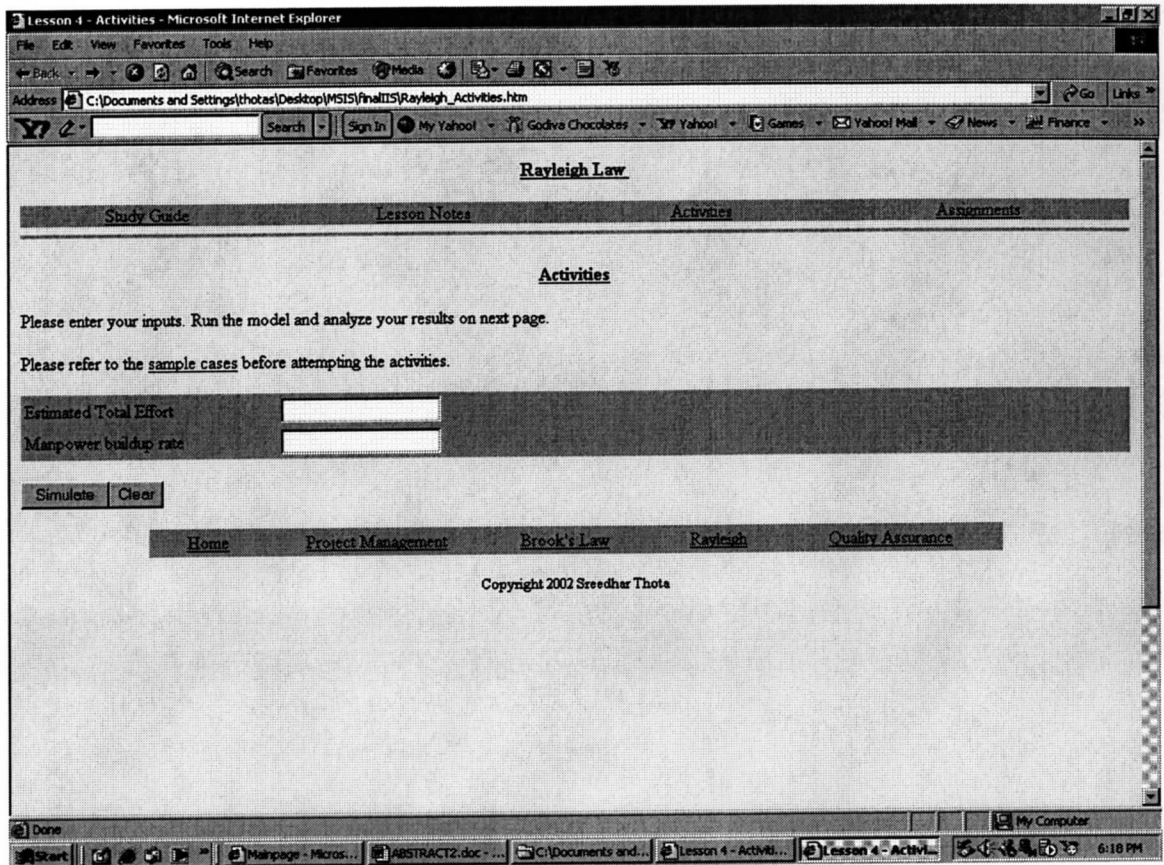 Lesson 4 - Activities - Microsoft Internet Explorer
File Edit View Favorites Tools Help
Back Search Favorites Media
Address C:\Documents and Settings\thotas\Desktop\MSIS\finalIIS\Rayleigh_Activities.htm Go Links »
Y7 Search Sign In My Yahoo! Godiva Chocolates Y7 Yahoo! Games Yahoo! Mail News Finance »
Rayleigh Law
Study Guide Lesson Notes Activities Assignments
Activities
Please enter your inputs. Run the model and analyze your results on next page.
Please refer to the sample cases before attempting the activities.
Estimated Total Effort
Manpower buildup rate
Simulate Clear
Home Project Management Brook's Law Rayleigh Quality Assurance
Copyright 2002 Sreedhar Thota
Done My Computer
Start » Mainpage - Micros... ABSTRACT2.doc - ... C:\Documents and... Lesson 4 - Activiti... Lesson 4 - Activi... 6:18 PM